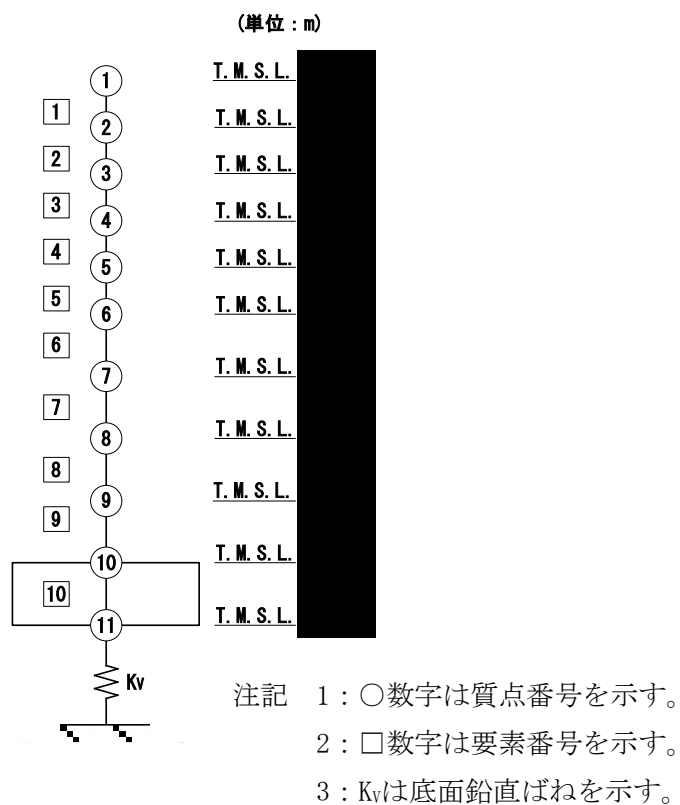 (単位:m)
1 T.M.S.L.
1
2 T.M.S.L.
2
3 T.M.S.L.
3
4 T.M.S.L.
4
5 T.M.S.L.
5
6 T.M.S.L.
6
7 T.M.S.L.
7
8 T.M.S.L.
8
9 T.M.S.L.
9
10 T.M.S.L.
10
11 T.M.S.L.
Kv
注記 1:○数字は質点番号を示す。
2:□数字は要素番号を示す。
3:Kvは底面鉛直ばねを示す。